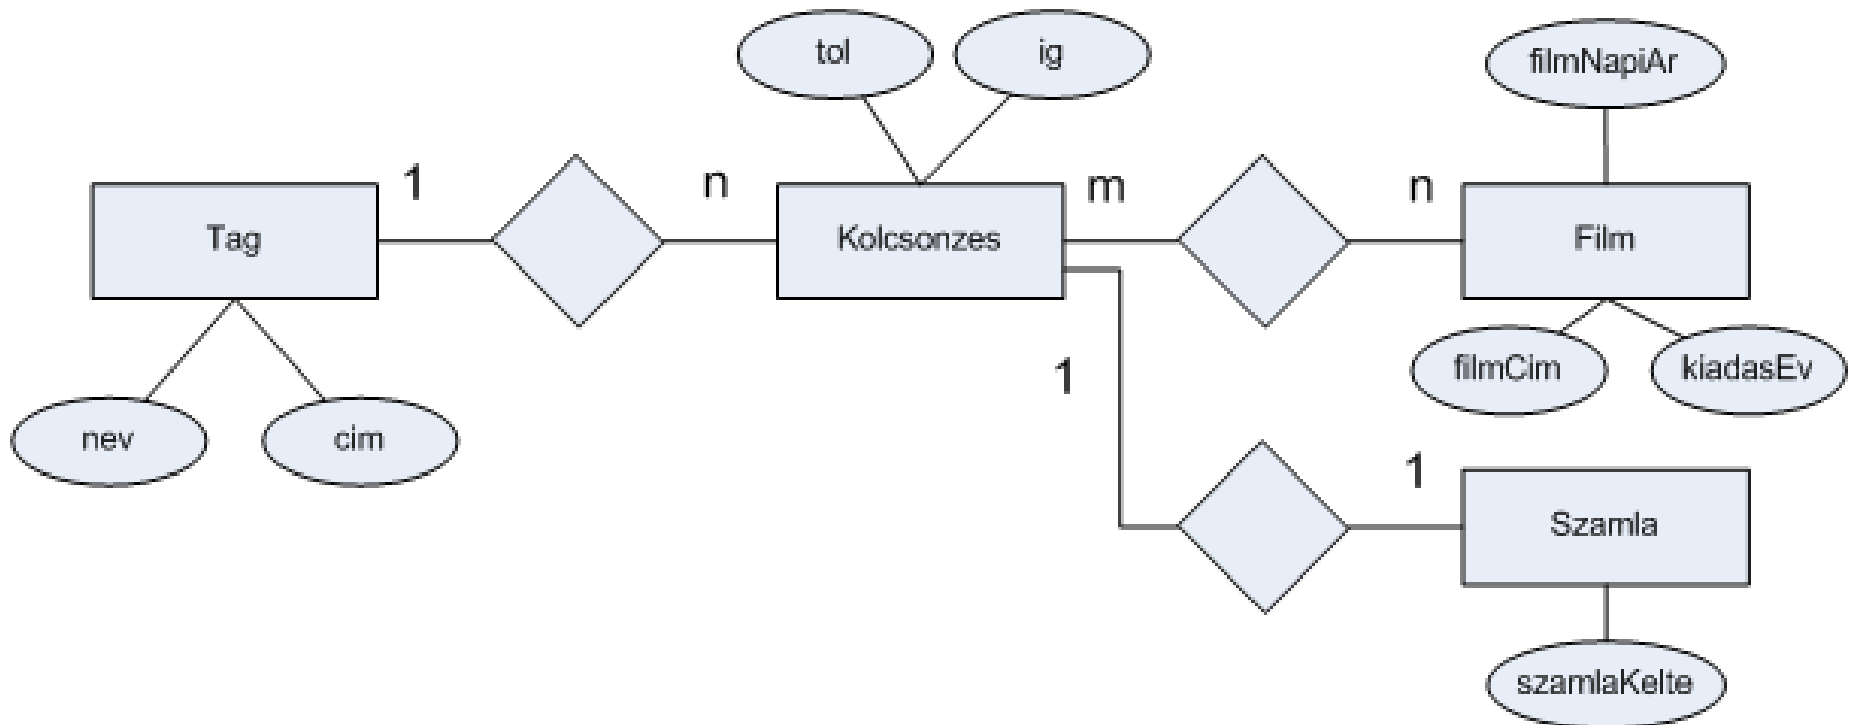 tol
ig
filmNapiAr
1
n
m
n
Tag
Kolcsonzes
Film
filmCim
kiadasEv
1
nev
cim
1
Szamla
szamlaKelte